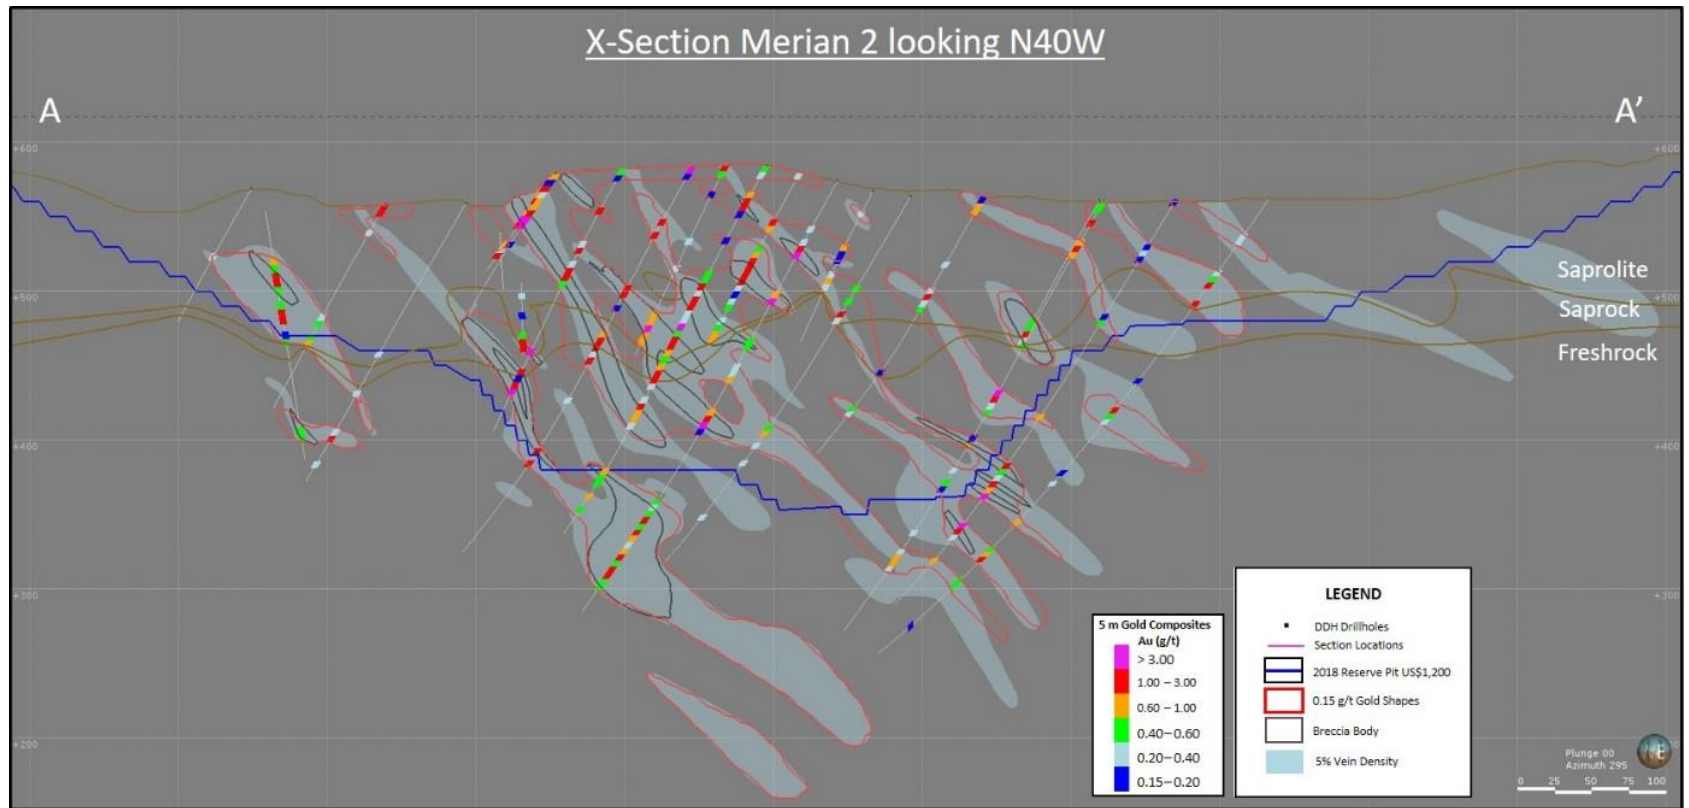 X-Section Merian 2 looking N40W
A
A’
+600
+600
+500
+500
+400
+400
+300
+200
Saprolite
Saprock
Freshrock
5 m Gold Composites
Au (g/t)
> 3.00
1.00 – 3.00
0.60 – 1.00
0.40 – 0.60
0.20 – 0.40
0.15 – 0.20
LEGEND
DDH Drillholes
Section Locations
2018 Reserve Pit US$1,200
0.15 g/t Gold Shapes
Breccia Body
5% Vein Density
Plunge 00
Azimuth 295
0 25 50 75 100